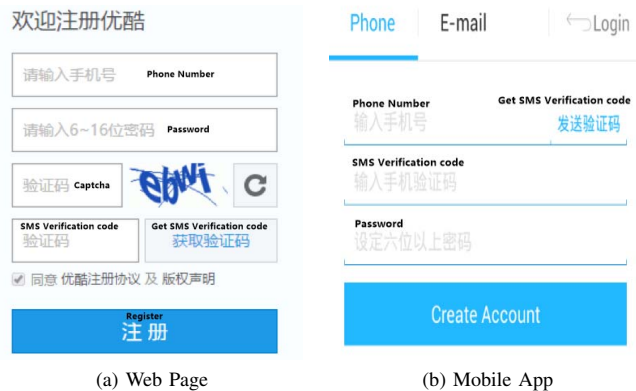 欢迎注册优酷
请输入手机号 Phone Number
请输入6~16位密码 Password
验证码 Captcha ebwi
SMS Verification code Get SMS Verification code
验证码 获取验证码
同意 优酷注册协议 及 版权声明
Register
注册
(a) Web Page
Phone E-mail Login
Phone Number Get SMS Verification code
输入手机号 发送验证码
SMS Verification code
输入手机验证码
Password
设定六位以上密码
Create Account
(b) Mobile App